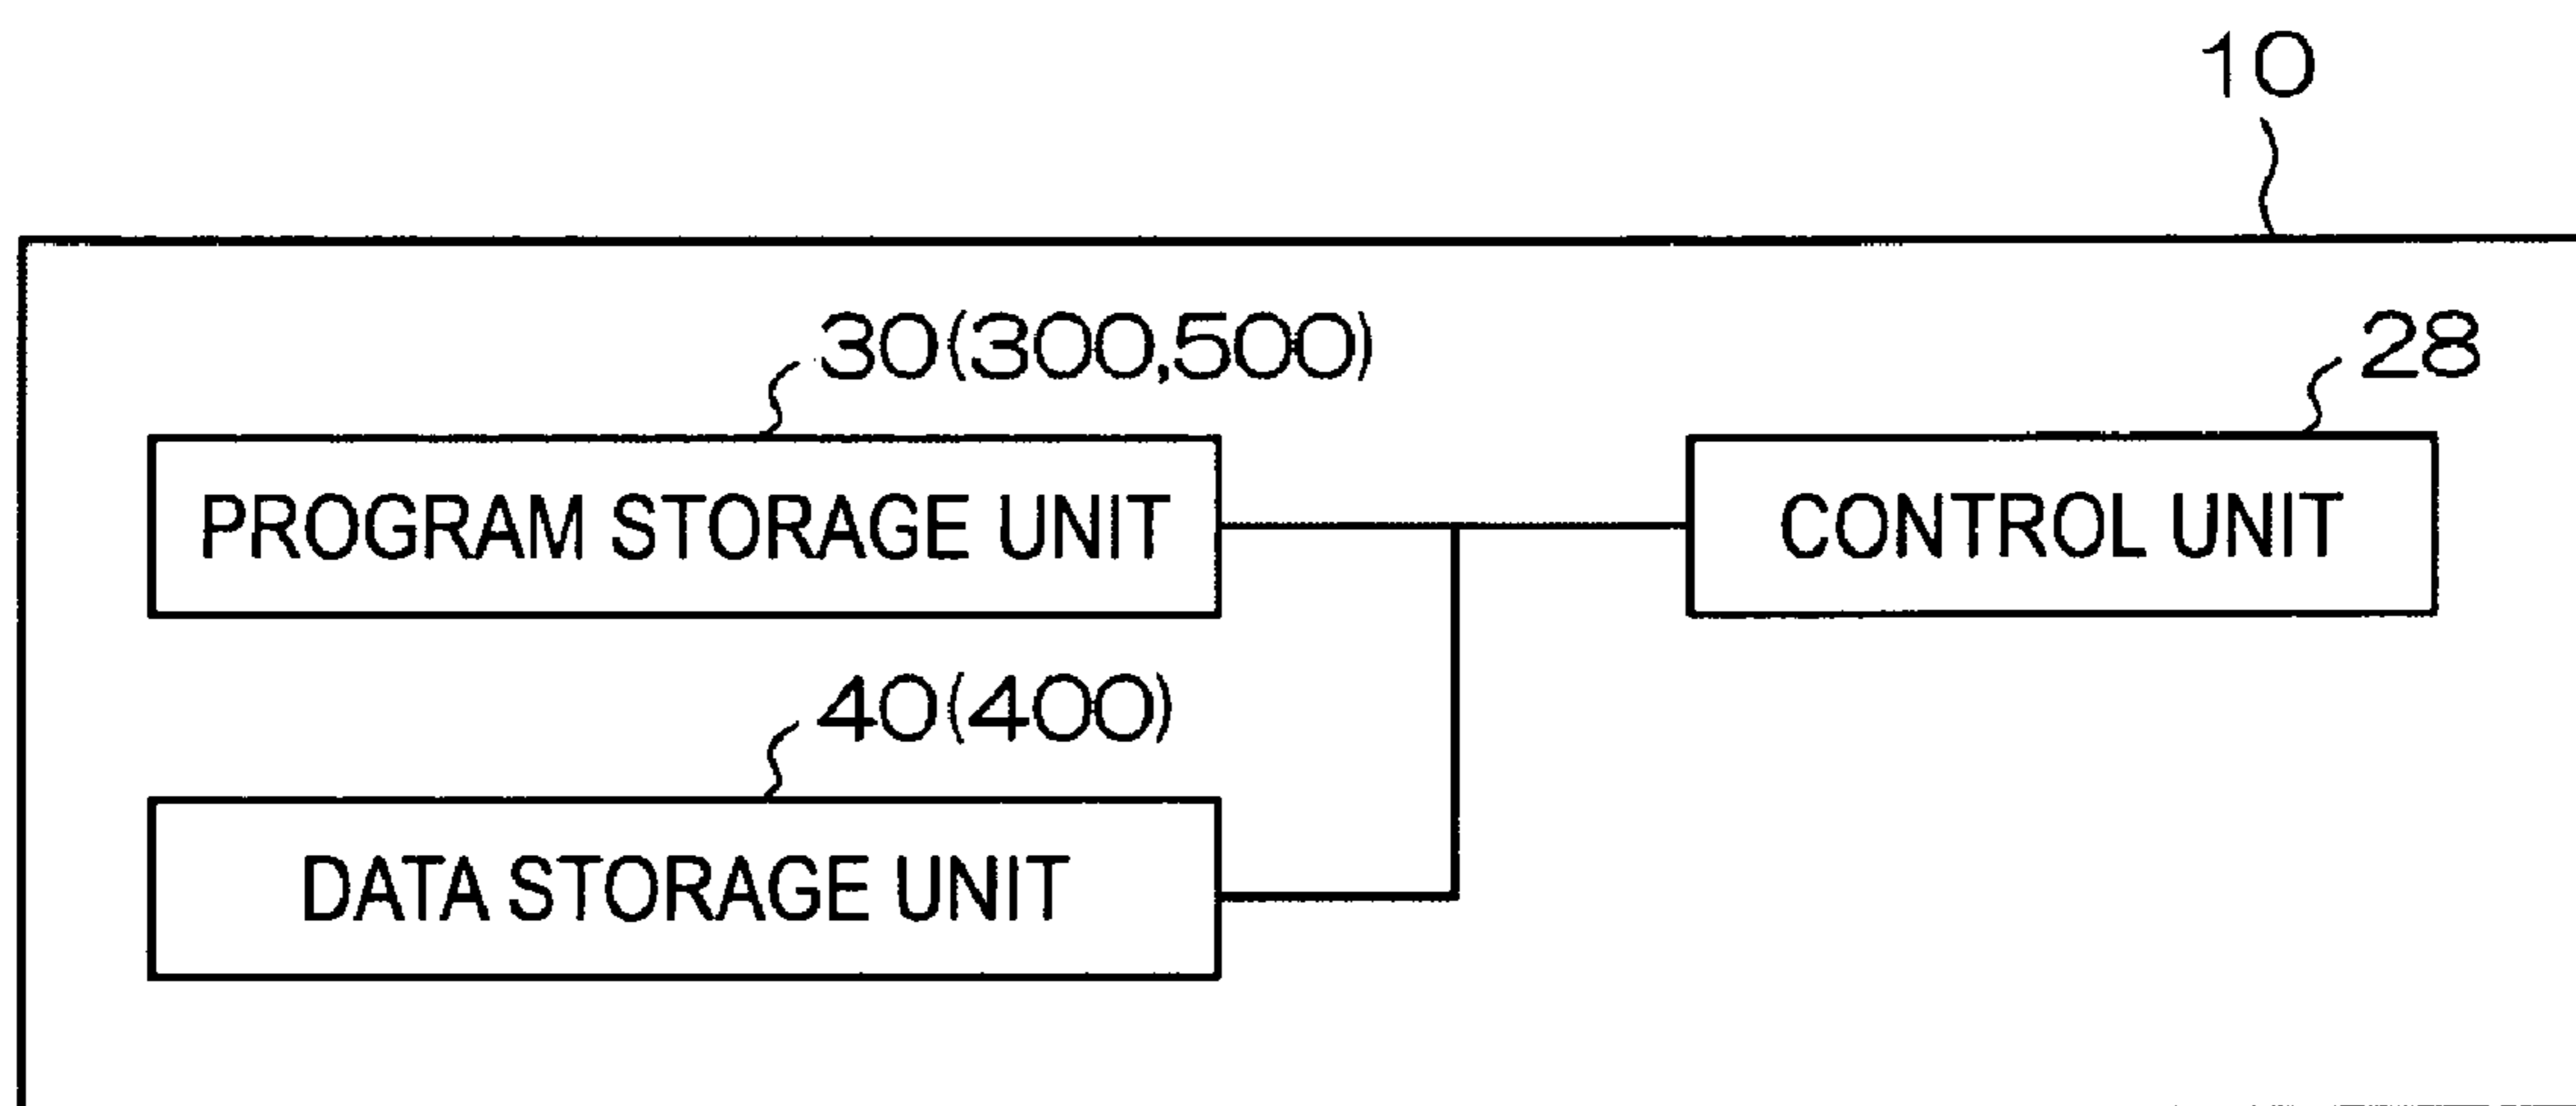 10
30(300,500)
28
PROGRAM STORAGE UNIT
CONTROL UNIT
40(400)
DATA STORAGE UNIT